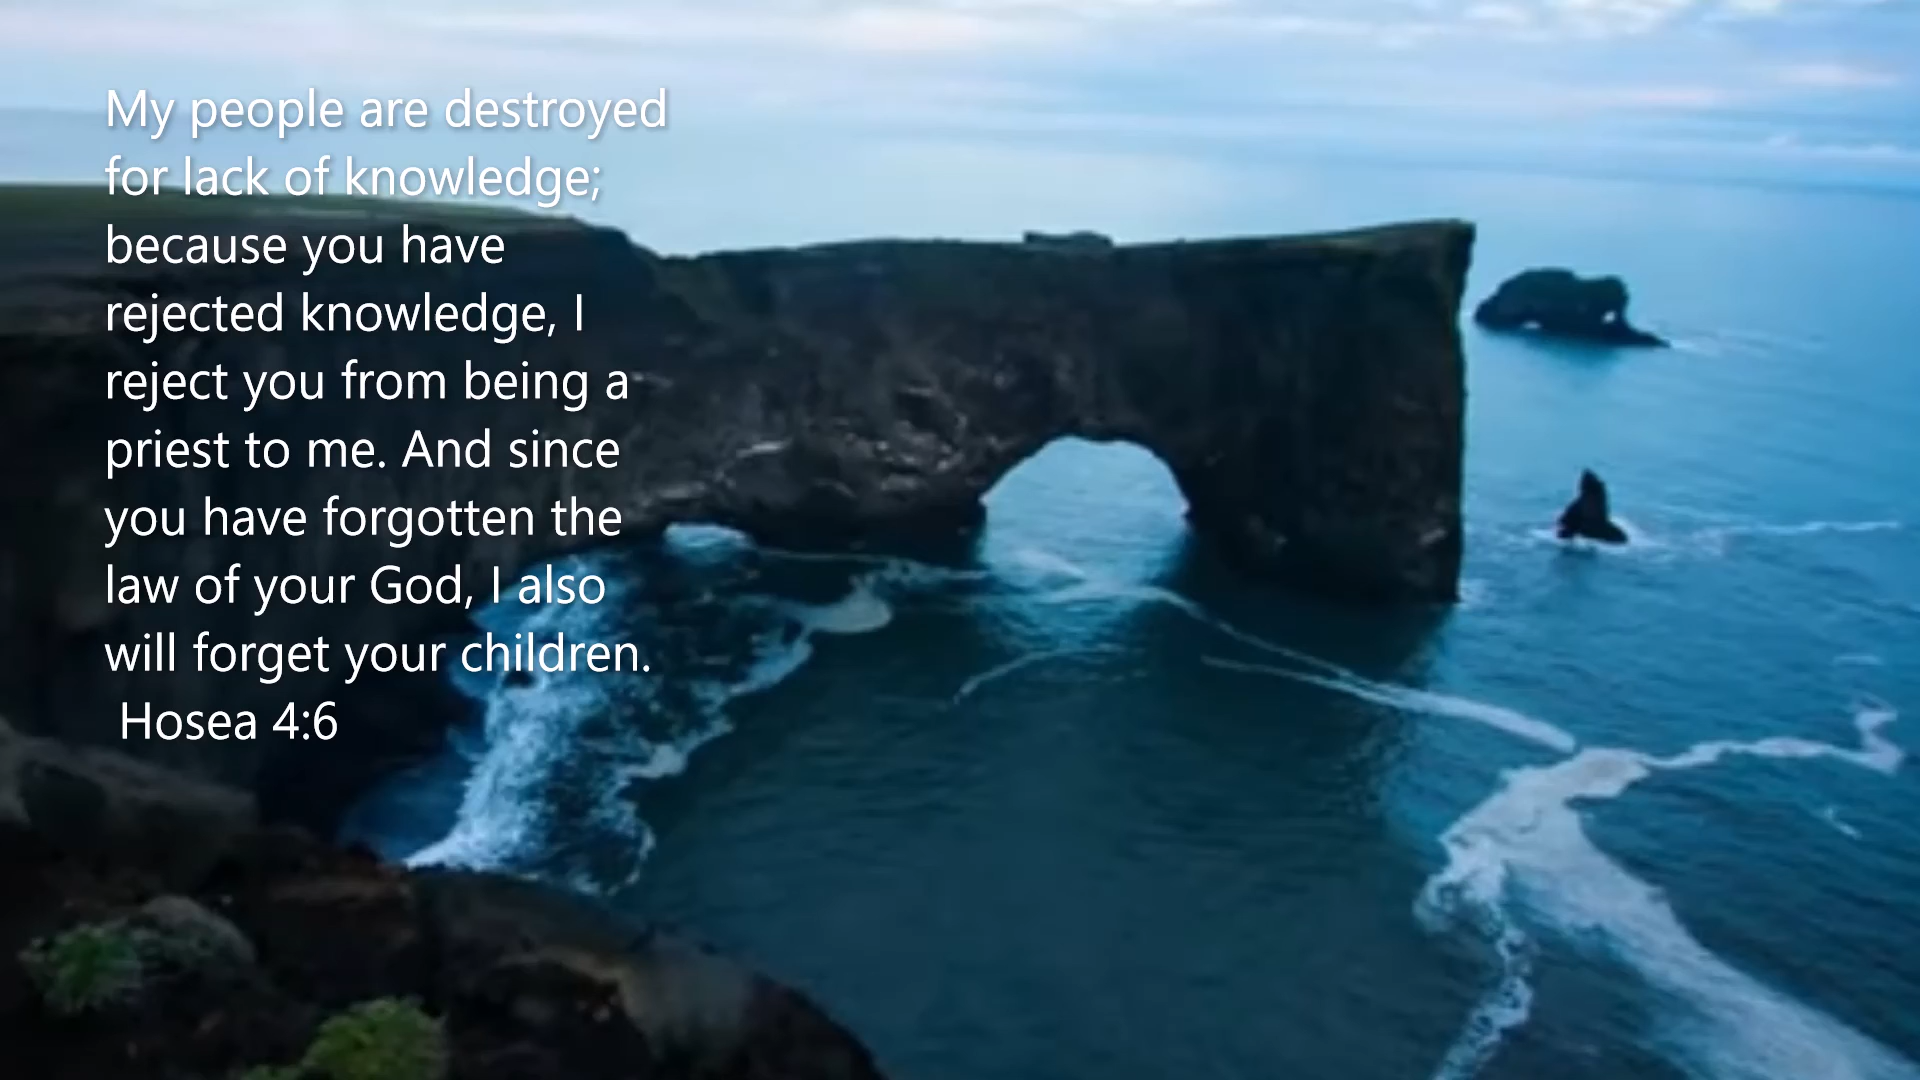 My people are destroyed
for lack of knowledge;
because you have
rejected knowledge, I
reject you from being a
priest to me. And since
you have forgotten the
law of your God, I also
will forget your children.
Hosea 4:6